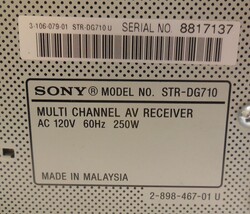 3-106-079-01 STR-DG710 U SERIAL NO 8817137
SONY® MODEL NO. STR-DG710
MULTI CHANNEL AV RECEIVER
AC 120V 60Hz 250W
MADE IN MALAYSIA
2-898-467-01 U